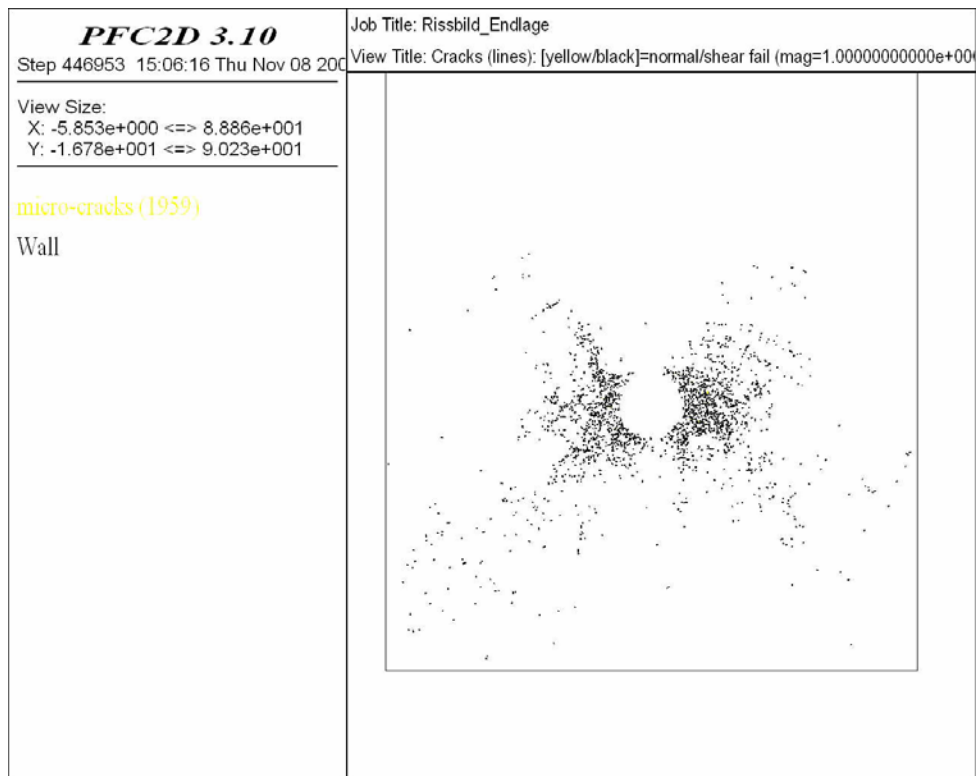 PFC2D 3.10
Step 446953 15:06:16 Thu Nov 08 200
View Size:
X: -5.853e+000 <=> 8.886e+001
Y: -1.678e+001 <=> 9.023e+001
micro-cracks (1959)
Wall
Job Title: Rissbild_Endlage
View Title: Cracks (lines): [yellow/black]=normal/shear fail (mag=1.00000000000e+00